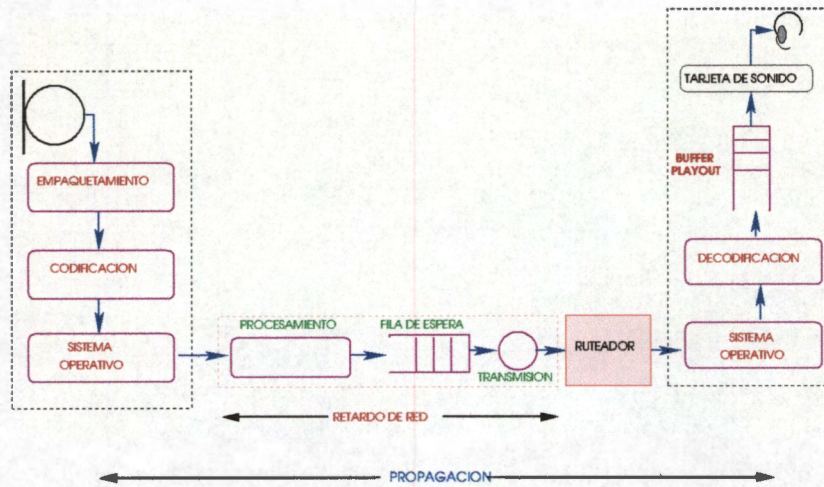 EMPAQUETAMIENTO
CODIFICACION
SISTEMA
OPERATIVO
PROCESAMIENTO
FILA DE ESPERA
TRANSMISION
RETARDO DE RED
RUTEADOR
TARJETA DE SONIDO
BUFFER
PLAYOUT
DECODIFICACION
SISTEMA
OPERATIVO
PROPAGACION